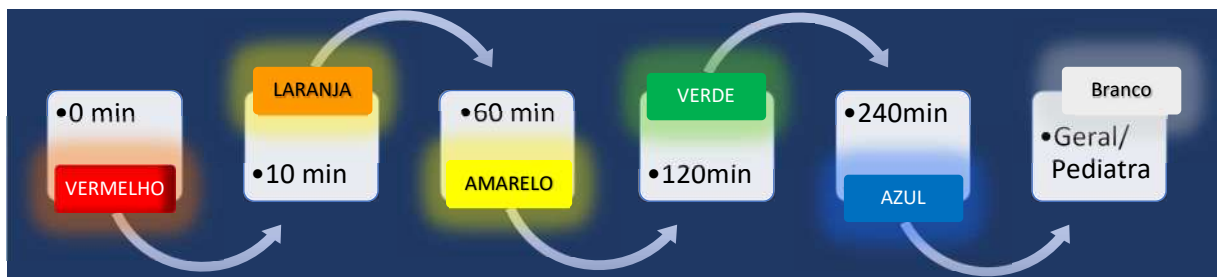 •0 min
VERMELHO
LARANJA
•10 min
•60 min
AMARELO
VERDE
•120min
•240min
AZUL
Branco
•Geral/
Pediatra